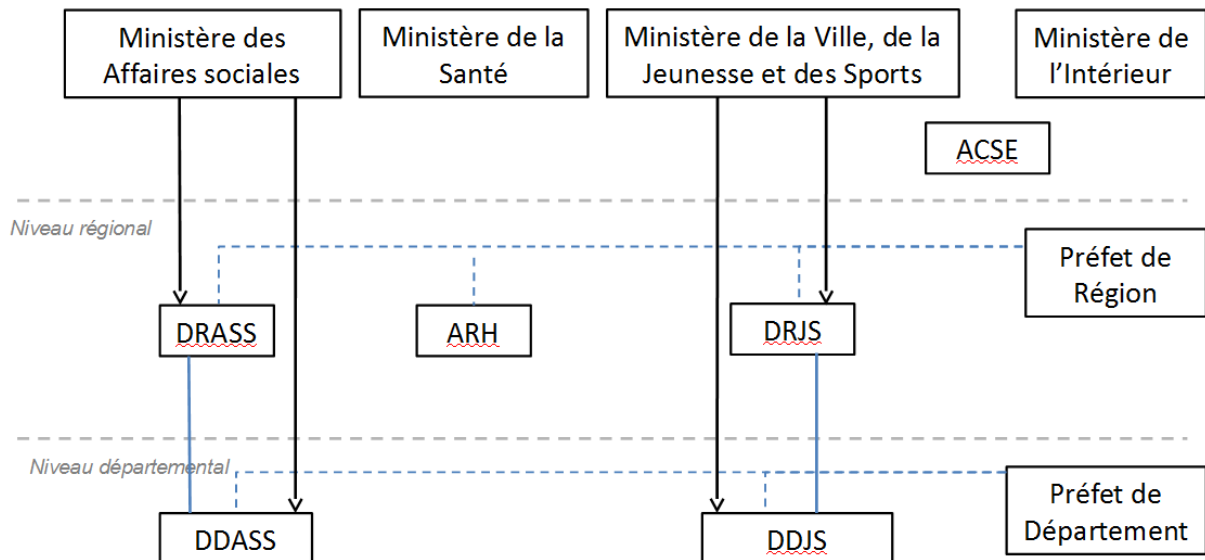 Ministère des
Affaires sociales
Ministère de la
Santé
Ministère de la Ville, de la
Jeunesse et des Sports
Ministère de
l’Intérieur
ACSE
Niveau régional
Préfet de
Région
DRASS
ARH
DRJS
Niveau départemental
Préfet de
Département
DDASS
DDJS